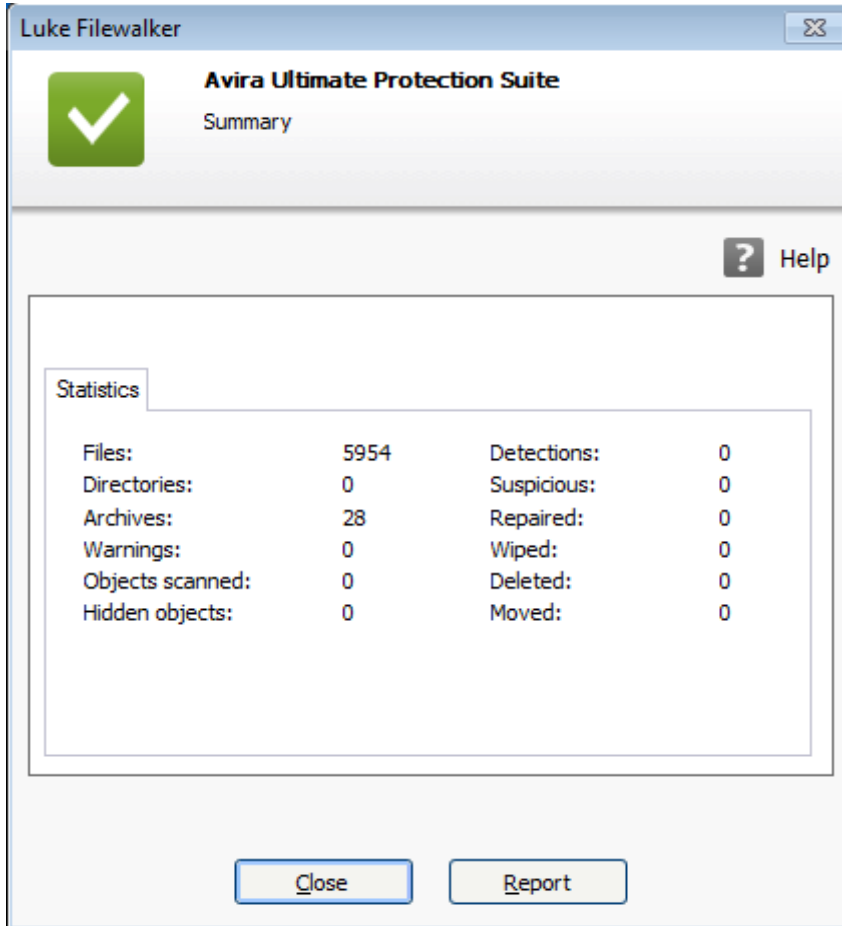 Luke Filewalker
Avira Ultimate Protection Suite
Summary
? Help
Statistics
Files: 5954 Detections: 0
Directories: 0 Suspicious: 0
Archives: 28 Repaired: 0
Warnings: 0 Wiped: 0
Objects scanned: 0 Deleted: 0
Hidden objects: 0 Moved: 0
Close Report